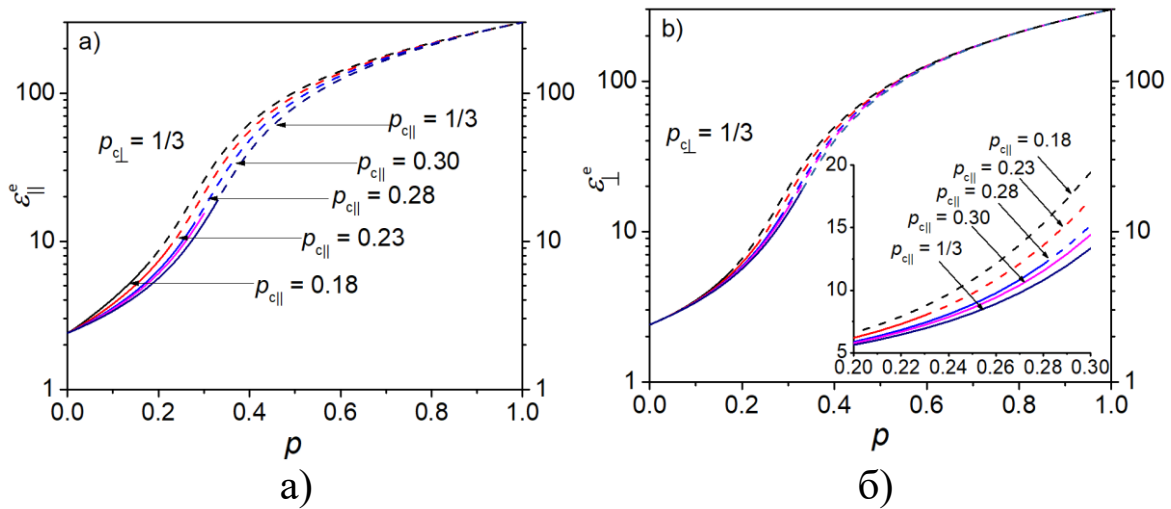 a)
p_c⊥ = 1/3
p_c|| = 1/3
p_c|| = 0.30
p_c|| = 0.28
p_c|| = 0.23
p_c|| = 0.18
ε_||^e
100
10
1
100
10
1
0.0 0.2 0.4 0.6 0.8 1.0
p
а)
b)
p_c⊥ = 1/3
p_c|| = 0.18
p_c|| = 0.23
p_c|| = 0.28
p_c|| = 0.30
p_c|| = 1/3
20
15
10
5
0.20 0.22 0.24 0.26 0.28 0.30
ε_⊥^e
100
10
1
100
10
1
0.0 0.2 0.4 0.6 0.8 1.0
p
б)